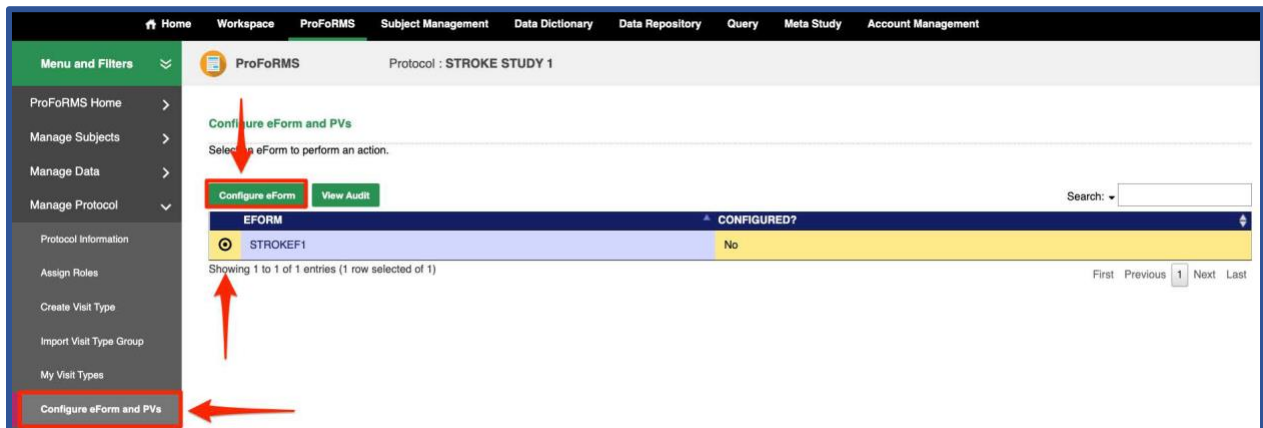 Home Workspace ProFoRMS Subject Management Data Dictionary Data Repository Query Meta Study Account Management
Menu and Filters
ProFoRMS Protocol : STROKE STUDY 1
ProFoRMS Home
Manage Subjects
Manage Data
Manage Protocol
Protocol Information
Assign Roles
Create Visit Type
Import Visit Type Group
My Visit Types
Configure eForm and PVs
Configure eForm and PVs
Select an eForm to perform an action.
Configure eForm View Audit Search:
EFORM CONFIGURED?
STROKEF1 No
Showing 1 to 1 of 1 entries (1 row selected of 1)
First Previous 1 Next Last